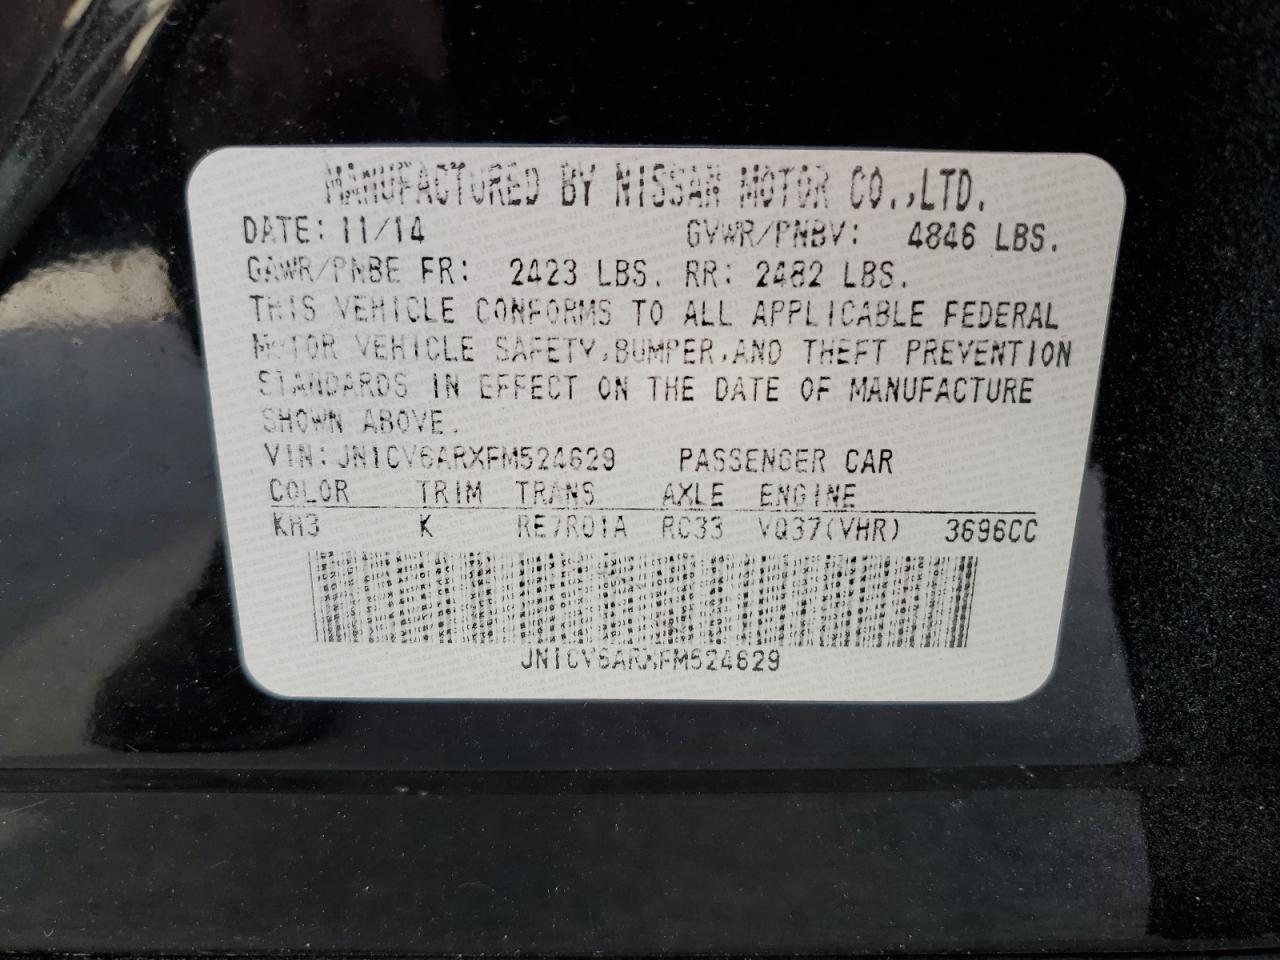 MANUFACTURED BY NISSAN MOTOR CO.,LTD.
DATE: 11/14 GVWR/PNBV: 4846 LBS.
GAWR/PNBE FR: 2423 LBS. RR: 2482 LBS.
THIS VEHICLE CONFORMS TO ALL APPLICABLE FEDERAL
MOTOR VEHICLE SAFETY,BUMPER,AND THEFT PREVENTION
STANDARDS IN EFFECT ON THE DATE OF MANUFACTURE
SHOWN ABOVE.
VIN: JN1CV6ARXFM524629 PASSENGER CAR
COLOR TRIM TRANS AXLE ENGINE
KH3 K RE7R01A RC33 VQ37(VHR) 3696CC
JN1CV6ARXFM524629